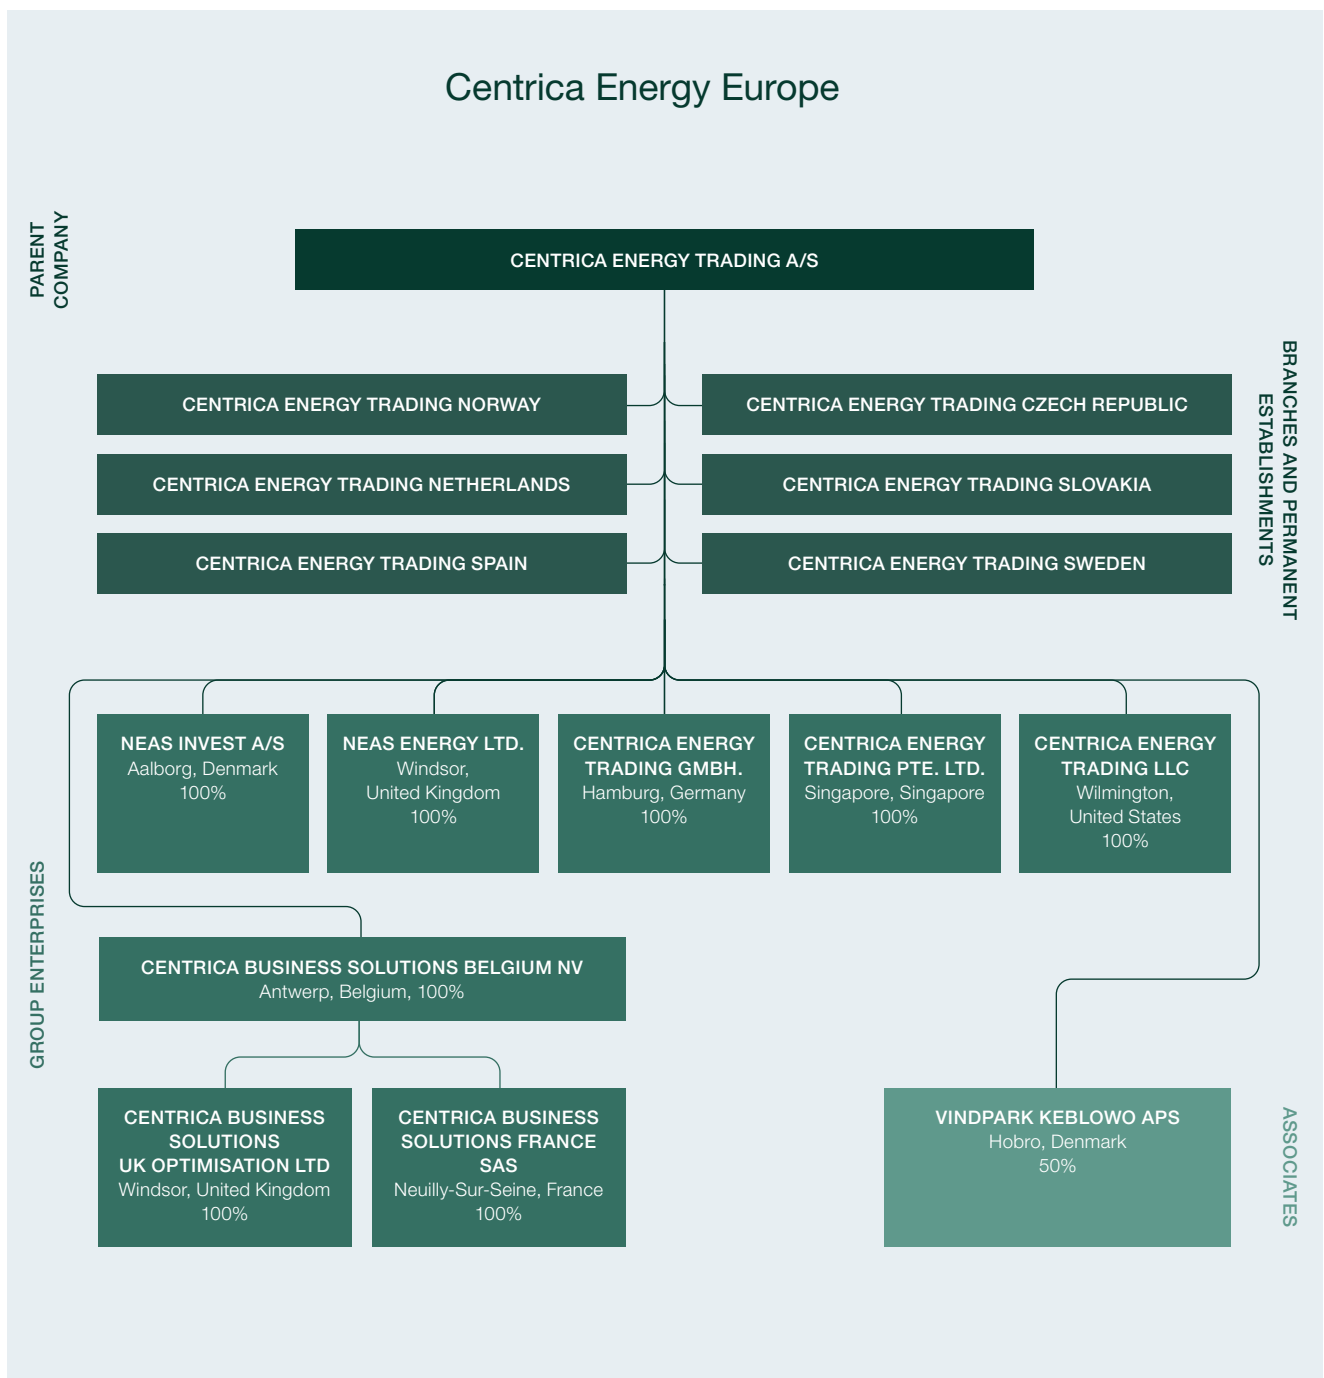 Centrica Energy Europe
PARENT
COMPANY
CENTRICA ENERGY TRADING A/S
BRANCHES AND PERMANENT
ESTABLISHMENTS
CENTRICA ENERGY TRADING NORWAY
CENTRICA ENERGY TRADING CZECH REPUBLIC
CENTRICA ENERGY TRADING NETHERLANDS
CENTRICA ENERGY TRADING SLOVAKIA
CENTRICA ENERGY TRADING SPAIN
CENTRICA ENERGY TRADING SWEDEN
GROUP ENTERPRISES
NEAS INVEST A/S
Aalborg, Denmark
100%
NEAS ENERGY LTD.
Windsor,
United Kingdom
100%
CENTRICA ENERGY
TRADING GMBH.
Hamburg, Germany
100%
CENTRICA ENERGY
TRADING PTE. LTD.
Singapore, Singapore
100%
CENTRICA ENERGY
TRADING LLC
Wilmington,
United States
100%
CENTRICA BUSINESS SOLUTIONS BELGIUM NV
Antwerp, Belgium, 100%
CENTRICA BUSINESS
SOLUTIONS
UK OPTIMISATION LTD
Windsor, United Kingdom
100%
CENTRICA BUSINESS
SOLUTIONS FRANCE
SAS
Neuilly-Sur-Seine, France
100%
VINDPARK KEBLOWO APS
Hobro, Denmark
50%
ASSOCIATES